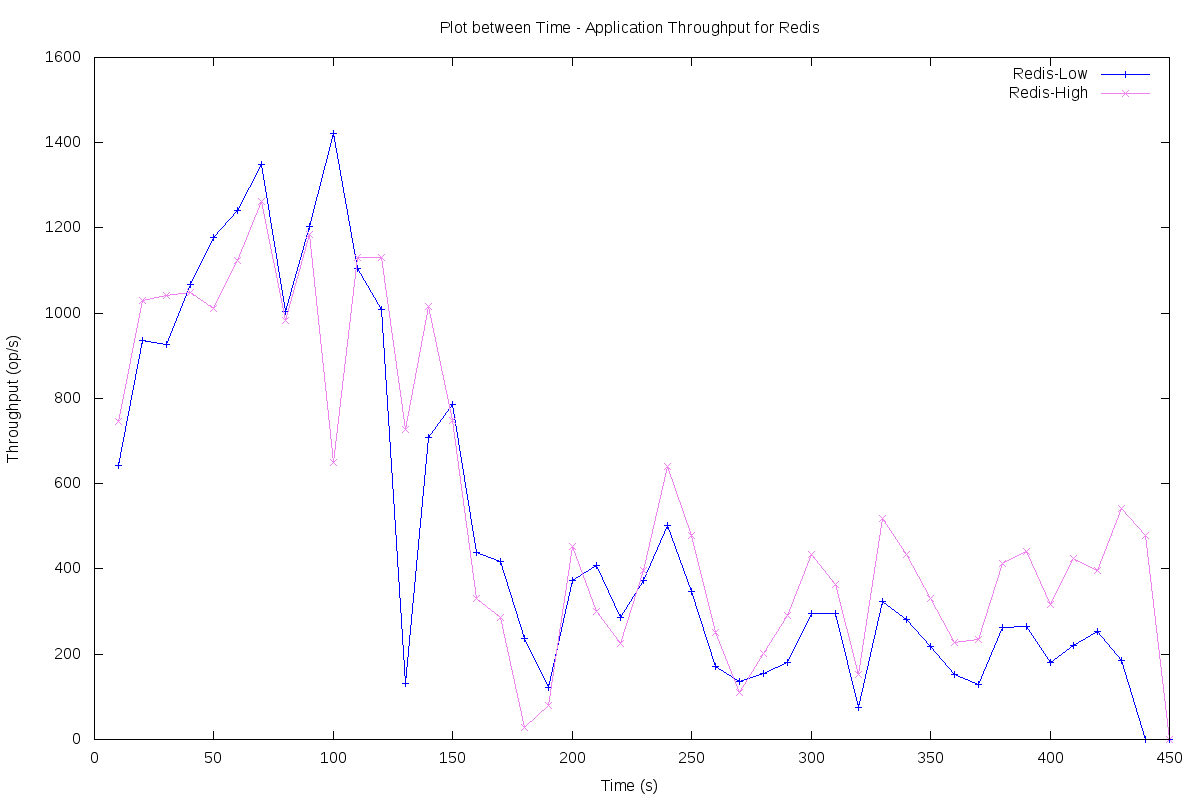 Plot between Time - Application Throughput for Redis
1600
1400
1200
1000
800
600
400
200
0
Throughput (op/s)
Redis-Low
Redis-High
0 50 100 150 200 250 300 350 400 450
Time (s)